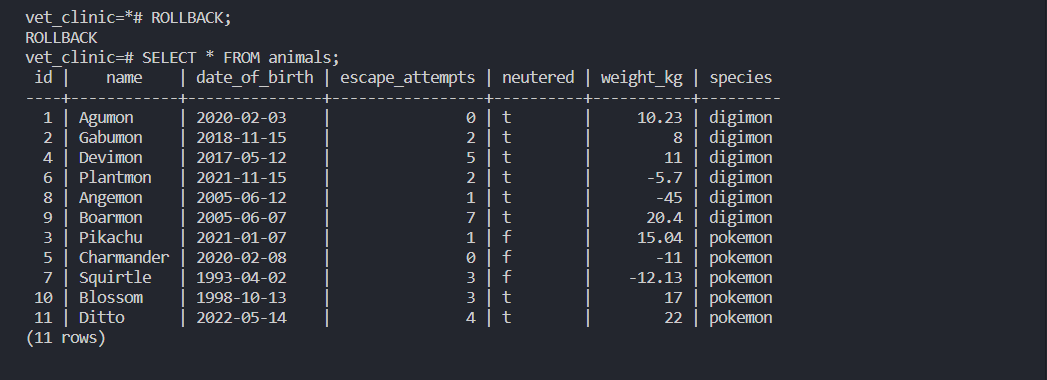 vet_clinic=*# ROLLBACK;
ROLLBACK
vet_clinic=# SELECT * FROM animals;
 id |    name    | date_of_birth | escape_attempts | neutered | weight_kg | species
----+------------+---------------+-----------------+----------+-----------+---------
  1 | Agumon     | 2020-02-03    |               0 | t        |     10.23 | digimon
  2 | Gabumon    | 2018-11-15    |               2 | t        |         8 | digimon
  4 | Devimon    | 2017-05-12    |               5 | t        |        11 | digimon
  6 | Plantmon   | 2021-11-15    |               2 | t        |      -5.7 | digimon
  8 | Angemon    | 2005-06-12    |               1 | t        |       -45 | digimon
  9 | Boarmon    | 2005-06-07    |               7 | t        |      20.4 | digimon
  3 | Pikachu    | 2021-01-07    |               1 | f        |     15.04 | pokemon
  5 | Charmander | 2020-02-08    |               0 | f        |       -11 | pokemon
  7 | Squirtle   | 1993-04-02    |               3 | f        |    -12.13 | pokemon
 10 | Blossom    | 1998-10-13    |               3 | t        |        17 | pokemon
 11 | Ditto      | 2022-05-14    |               4 | t        |        22 | pokemon
(11 rows)